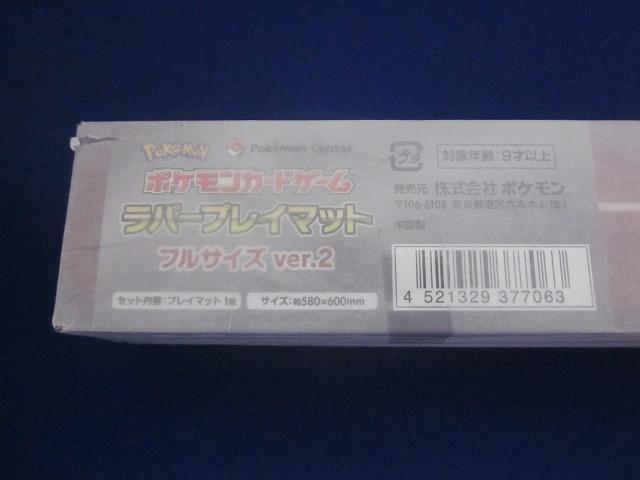 Pokémon Pokémon Center
ポケモンカードゲーム
ラバープレイマット
フルサイズ ver.2
セット内容:プレイマット 1枚 サイズ:約580×600mm
プラ 対象年齢:9才以上
発売元 株式会社 ポケモン
〒106-6108 東京都港区六本木6-10-1
中国製
4 521329 377063